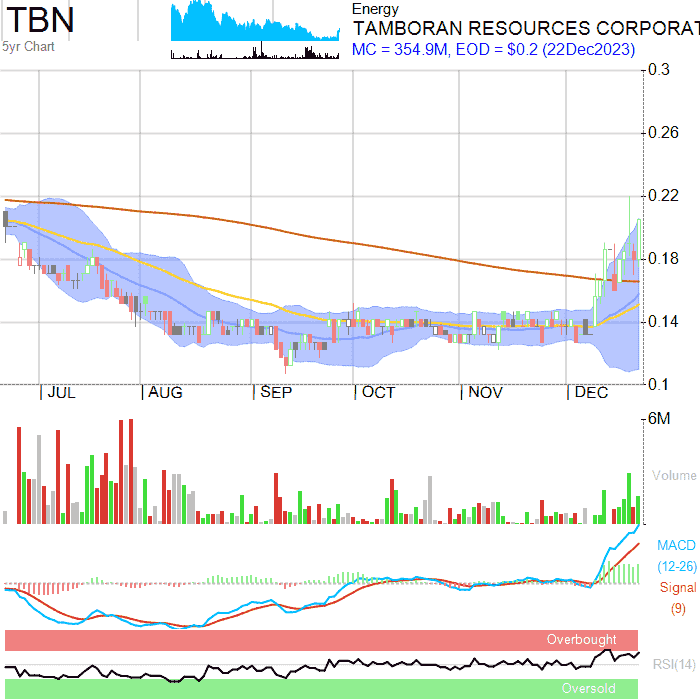 TBN
5yr Chart
Energy
TAMBORAN RESOURCES CORPORAT
MC = 354.9M, EOD = $0.2 (22Dec2023)
0.3
0.26
0.22
0.18
0.14
0.1
JUL AUG SEP OCT NOV DEC
6M
Volume
MACD
(12-26)
Signal
(9)
Overbought
RSI(14)
Oversold